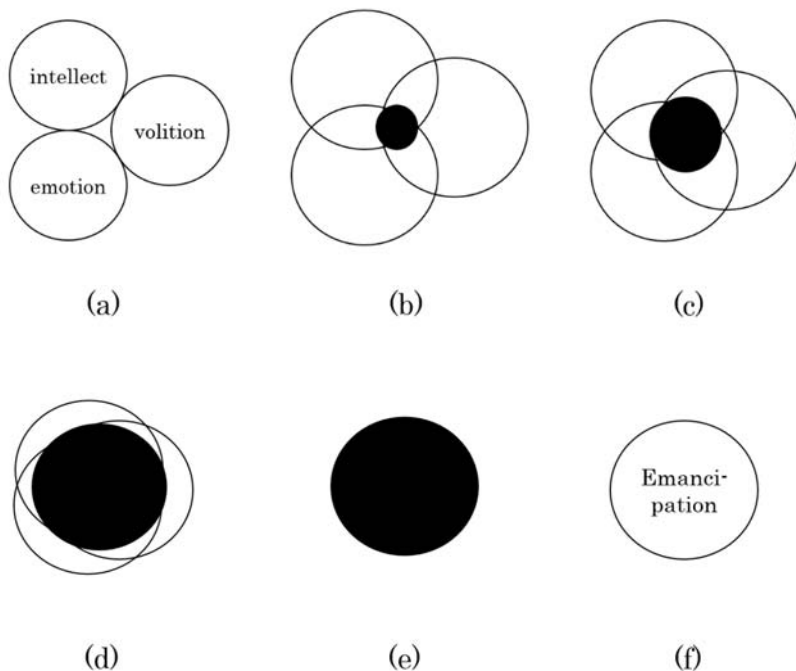 intellect
volition
emotion
(a)
(b)
(c)
Emanci-
pation
(d)
(e)
(f)